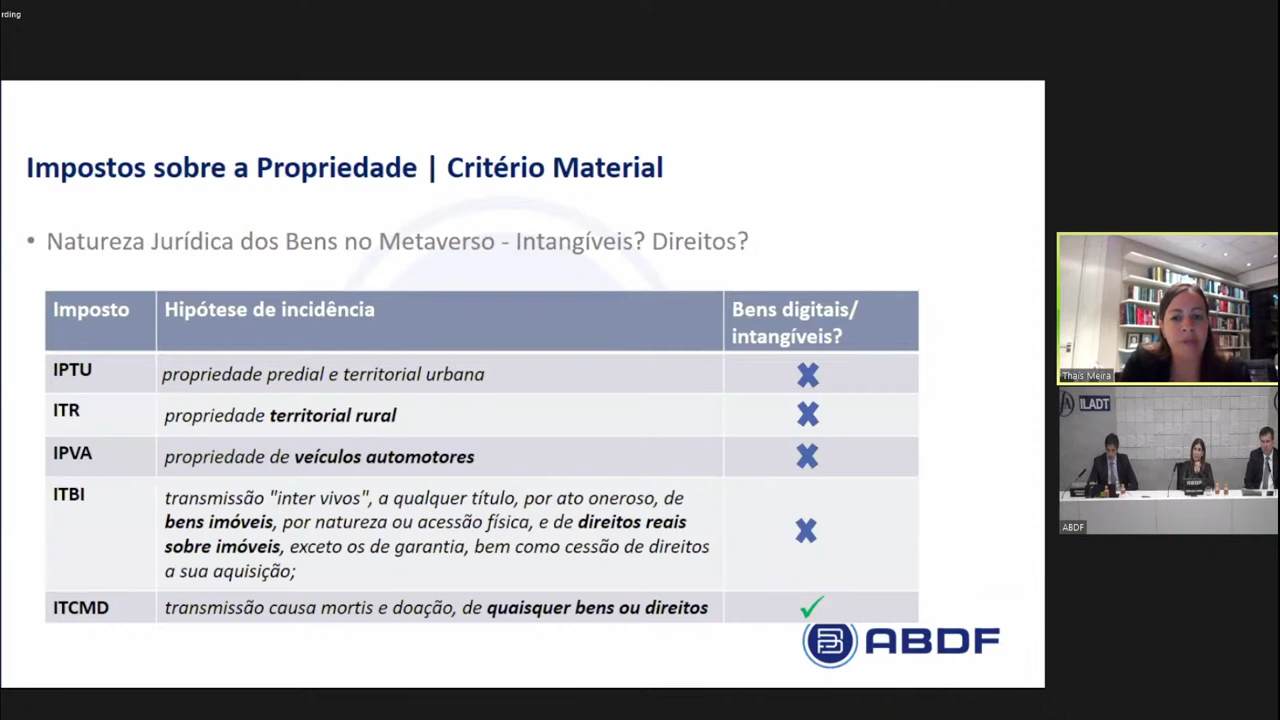 rding
Impostos sobre a Propriedade | Critério Material
• Natureza Jurídica dos Bens no Metaverso - Intangíveis? Direitos?
Imposto
Hipótese de incidência
Bens digitais/
intangíveis?
IPTU
propriedade predial e territorial urbana
ITR
propriedade territorial rural
IPVA
propriedade de veículos automotores
ITBI
transmissão "inter vivos", a qualquer título, por ato oneroso, de
bens imóveis, por natureza ou acessão física, e de direitos reais
sobre imóveis, exceto os de garantia, bem como cessão de direitos
a sua aquisição;
ITCMD
transmissão causa mortis e doação, de quaisquer bens ou direitos
ABDF
Thais Meira
ILADT
ABDF
ABDF